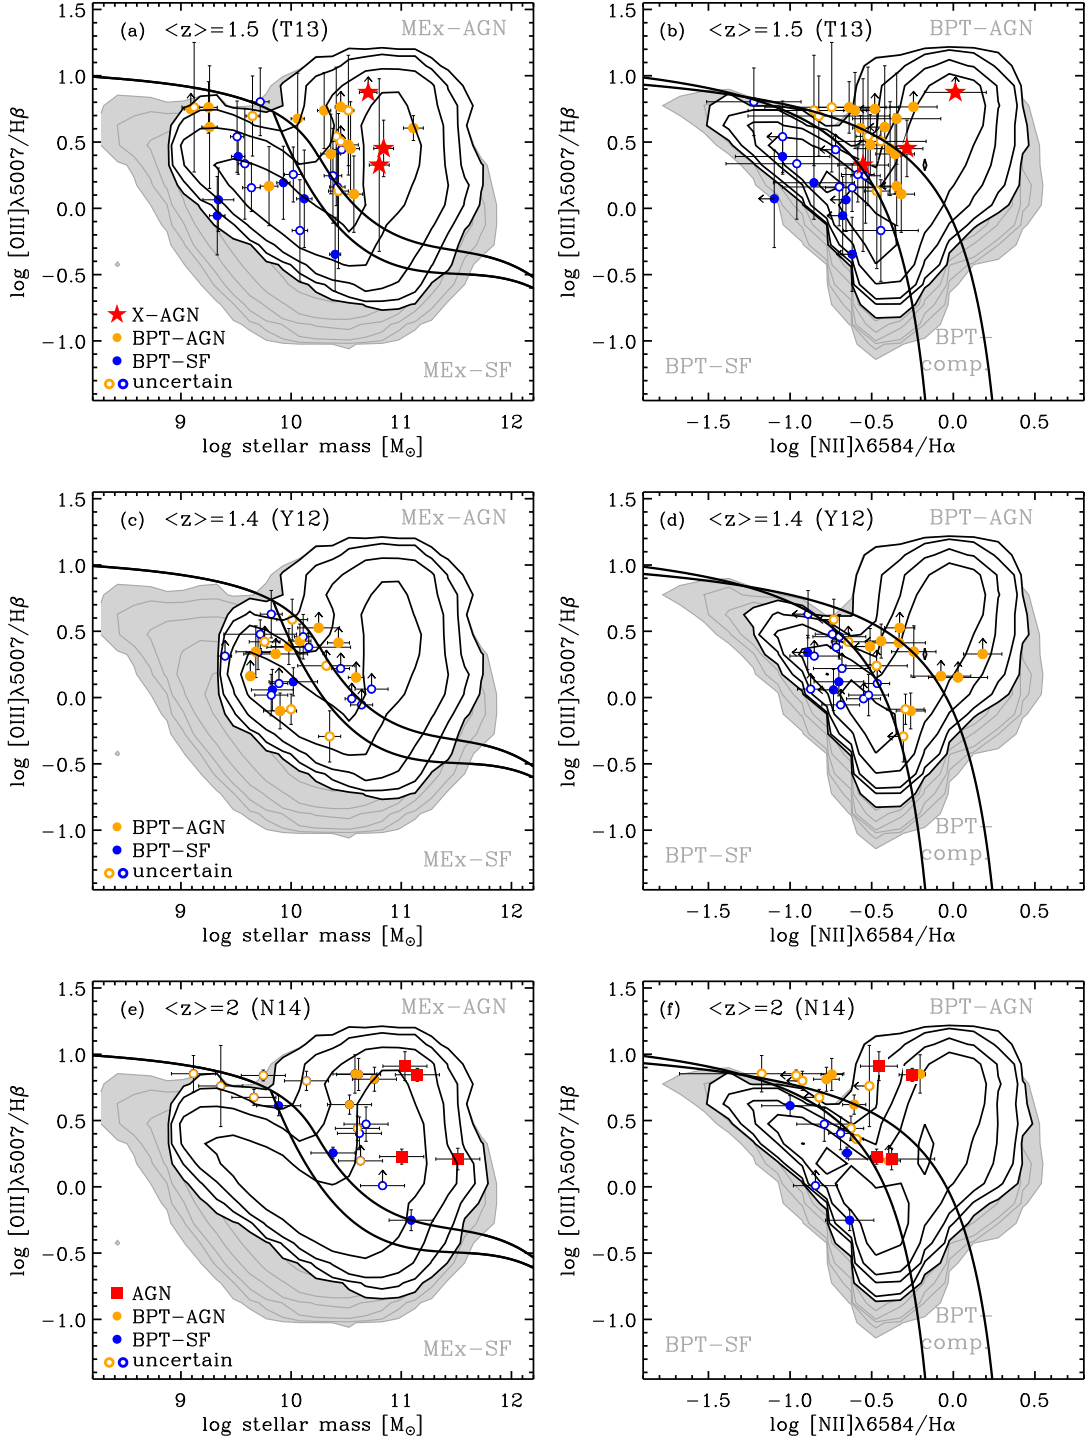 (a) <z>=1.5 (T13) MEx-AGN
1.5
1.0
0.5
0.0
-0.5
-1.0
log [OIII]λ5007/Hβ
X-AGN
BPT-AGN
BPT-SF
uncertain
MEx-SF
9 10 11 12
log stellar mass [M⊙]
(b) <z>=1.5 (T13) BPT-AGN
1.5
1.0
0.5
0.0
-0.5
-1.0
log [OIII]λ5007/Hβ
BPT-SF
BPT-
comp.
-1.5 -1.0 -0.5 0.0 0.5
log [NII]λ6584/Hα
(c) <z>=1.4 (Y12) MEx-AGN
1.5
1.0
0.5
0.0
-0.5
-1.0
log [OIII]λ5007/Hβ
BPT-AGN
BPT-SF
uncertain
MEx-SF
9 10 11 12
log stellar mass [M⊙]
(d) <z>=1.4 (Y12) BPT-AGN
1.5
1.0
0.5
0.0
-0.5
-1.0
log [OIII]λ5007/Hβ
BPT-SF
BPT-
comp.
-1.5 -1.0 -0.5 0.0 0.5
log [NII]λ6584/Hα
(e) <z>=2 (N14) MEx-AGN
1.5
1.0
0.5
0.0
-0.5
-1.0
log [OIII]λ5007/Hβ
AGN
BPT-AGN
BPT-SF
uncertain
MEx-SF
9 10 11 12
log stellar mass [M⊙]
(f) <z>=2 (N14) BPT-AGN
1.5
1.0
0.5
0.0
-0.5
-1.0
log [OIII]λ5007/Hβ
BPT-SF
BPT-
comp.
-1.5 -1.0 -0.5 0.0 0.5
log [NII]λ6584/Hα